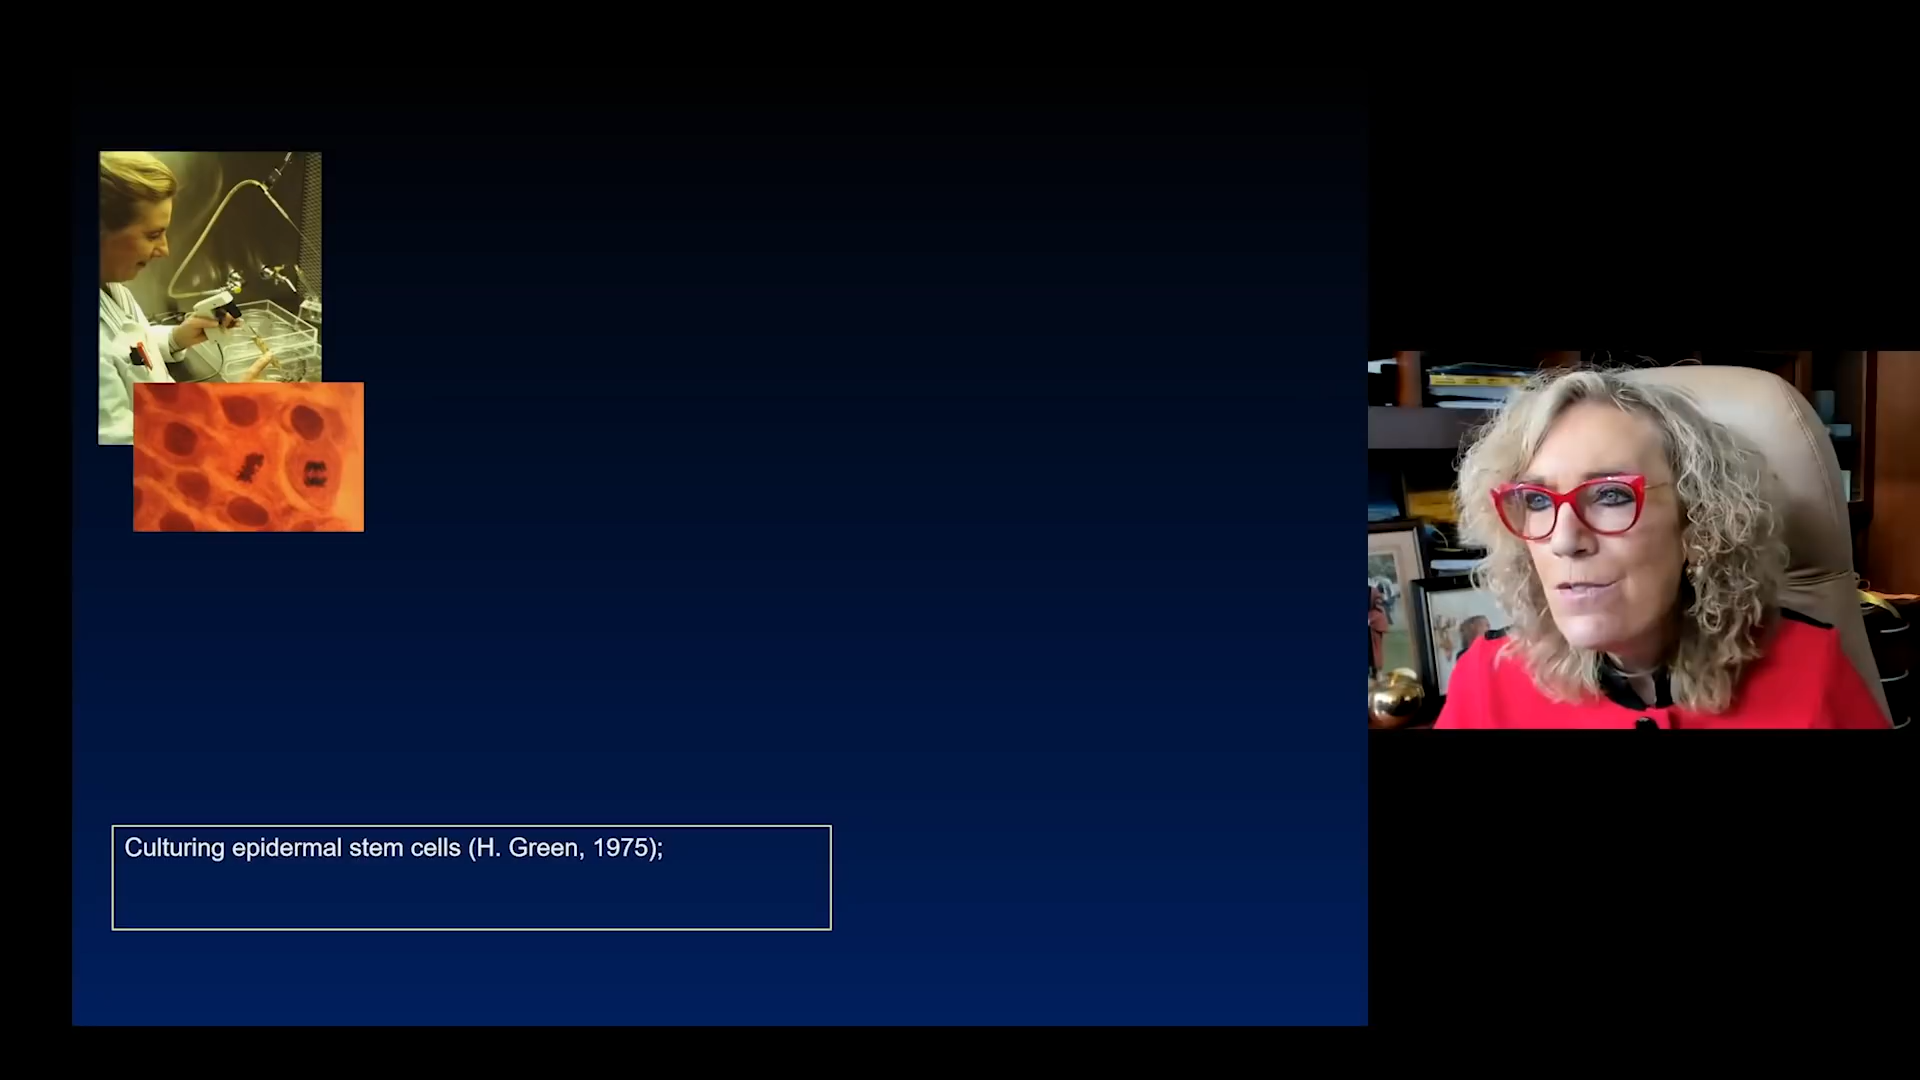 Culturing epidermal stem cells (H. Green, 1975);